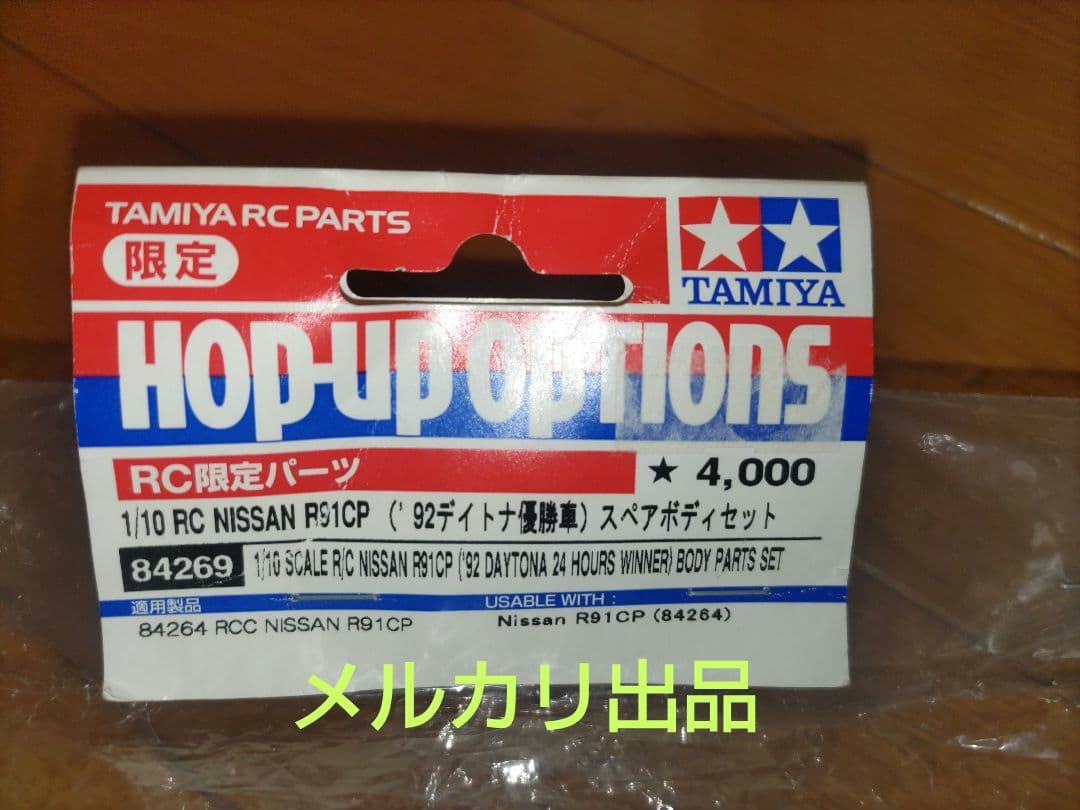 TAMIYA RC PARTS
限定
TAMIYA
HOP-UP OPTIONS
RC限定パーツ
★ 4,000
1/10 RC NISSAN R91CP ('92デイトナ優勝車) スペアボディセット
84269 1/10 SCALE R/C NISSAN R91CP ('92 DAYTONA 24 HOURS WINNER) BODY PARTS SET
適用製品
84264 RCC NISSAN R91CP
USABLE WITH :
Nissan R91CP (84264)
メルカリ出品